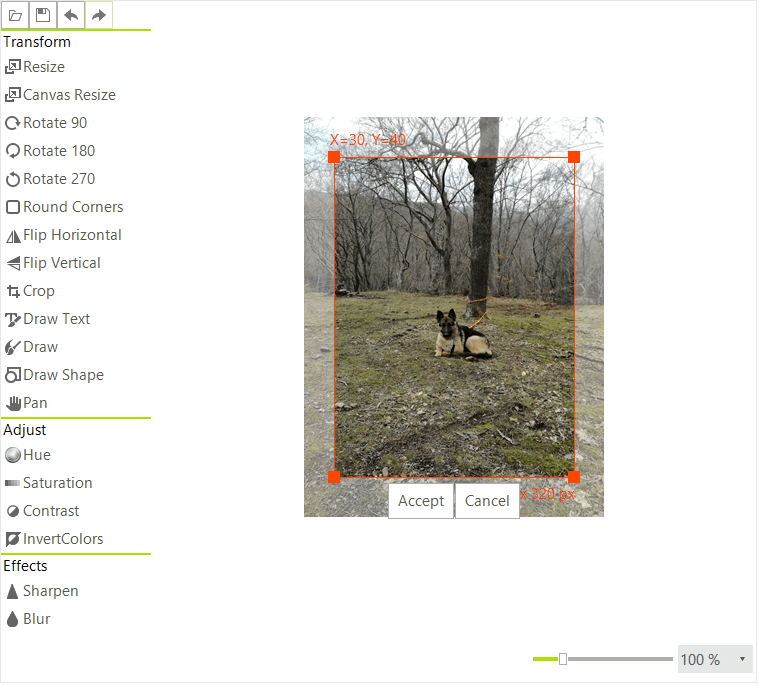 Transform
Resize
Canvas Resize
Rotate 90
Rotate 180
Rotate 270
Round Corners
Flip Horizontal
Flip Vertical
Crop
Draw Text
Draw
Draw Shape
Pan
Adjust
Hue
Saturation
Contrast
InvertColors
Effects
Sharpen
Blur
X=30, Y=40
x 320 px
Accept
Cancel
100 %